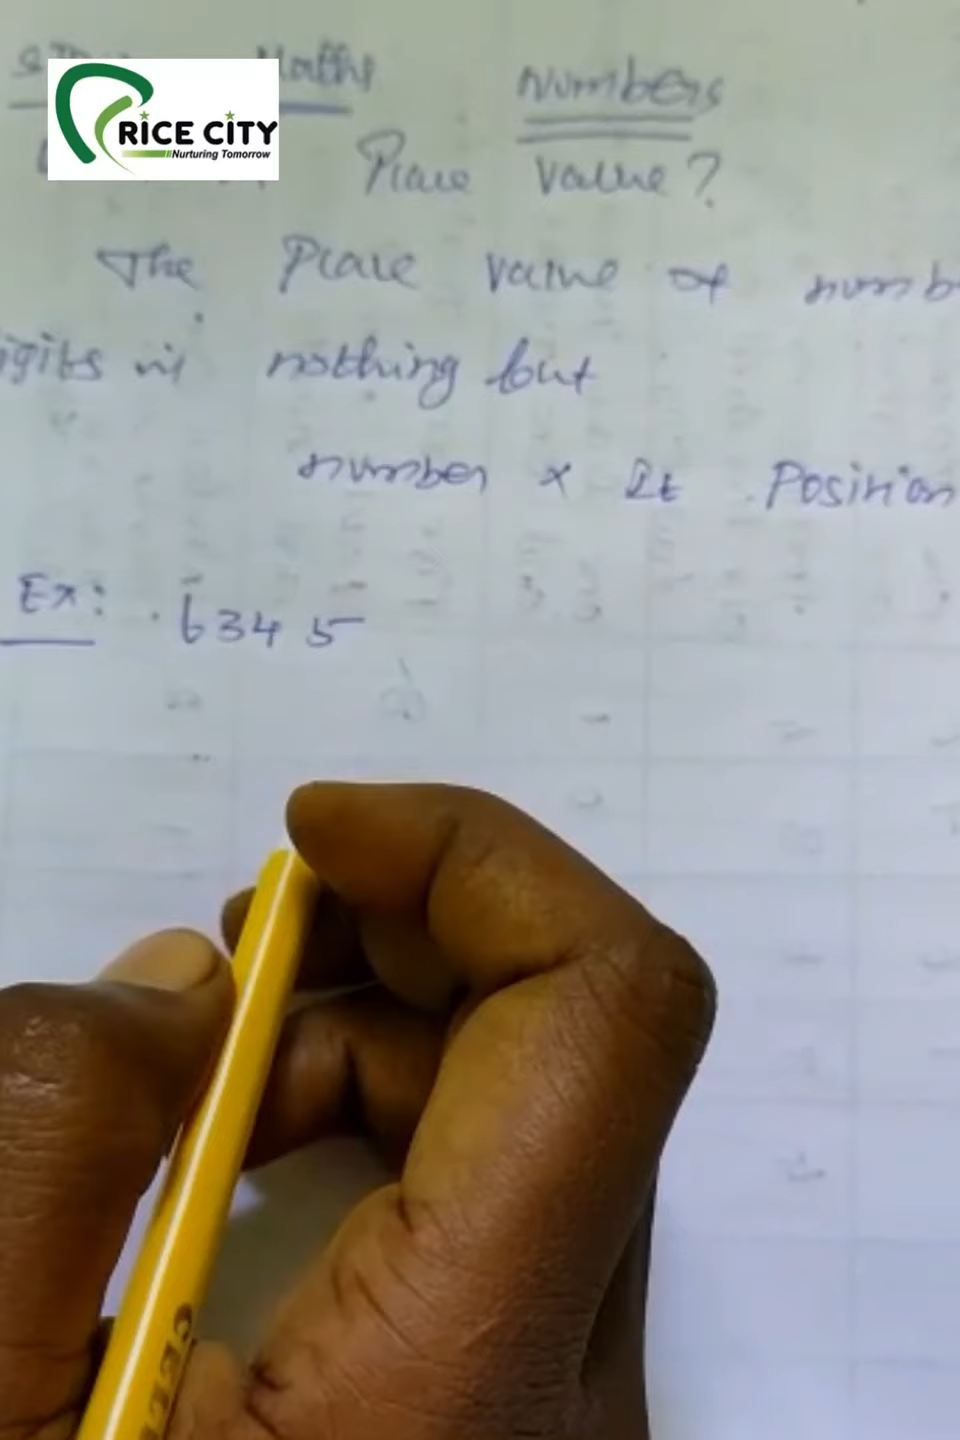 Maths Numbers
RICE CITY
Nurturing Tomorrow
Place value?
The Place value of numb
igits is nothing but
number × It Position
Ex: 6345